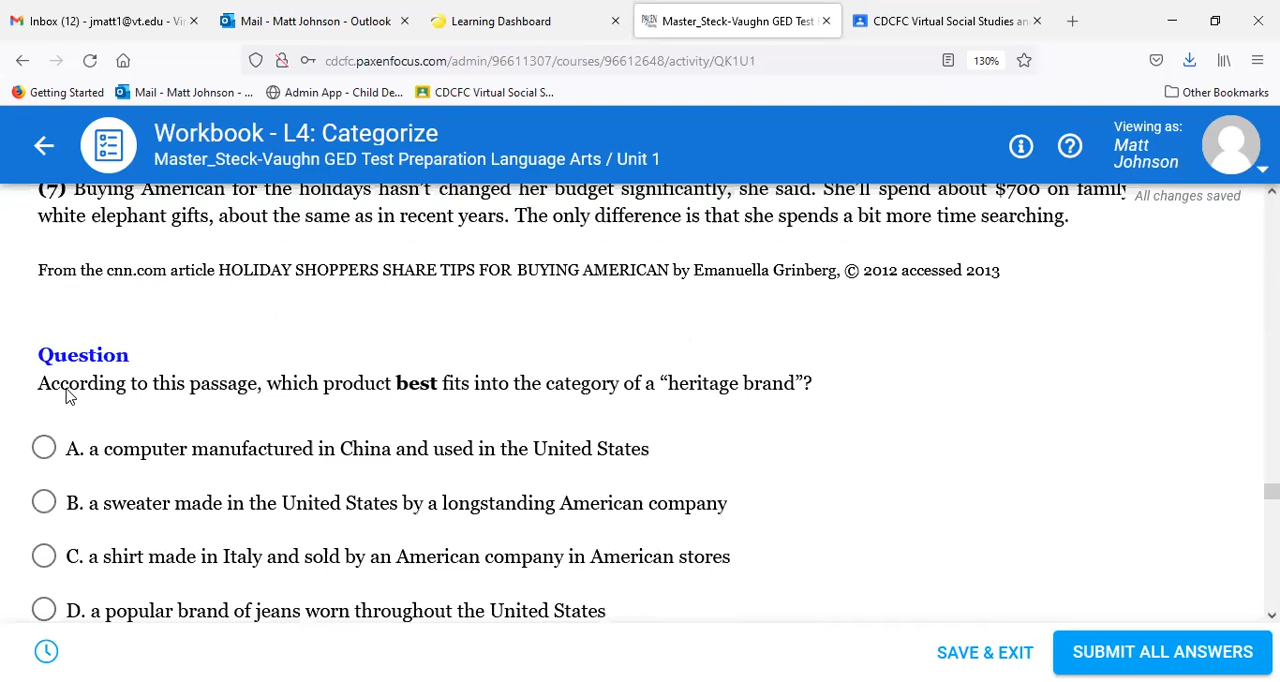 Inbox (12) - jmatt1@vt.edu - Vir
Mail - Matt Johnson - Outlook
Learning Dashboard
Master_Steck-Vaughn GED Test
CDCFC Virtual Social Studies an
cdcfc.paxenfocus.com/admin/96611307/courses/96612648/activity/QK1U1
130%
Getting Started
Mail - Matt Johnson - ...
Admin App - Child De...
CDCFC Virtual Social S...
Other Bookmarks
Workbook - L4: Categorize
Master_Steck-Vaughn GED Test Preparation Language Arts / Unit 1
Viewing as:
Matt
Johnson
(7) Buying American for the holidays hasn't changed her budget significantly, she said. She'll spend about $700 on family
All changes saved
white elephant gifts, about the same as in recent years. The only difference is that she spends a bit more time searching.
From the cnn.com article HOLIDAY SHOPPERS SHARE TIPS FOR BUYING AMERICAN by Emanuella Grinberg, © 2012 accessed 2013
Question
According to this passage, which product best fits into the category of a “heritage brand”?
A. a computer manufactured in China and used in the United States
B. a sweater made in the United States by a longstanding American company
C. a shirt made in Italy and sold by an American company in American stores
D. a popular brand of jeans worn throughout the United States
SAVE & EXIT
SUBMIT ALL ANSWERS